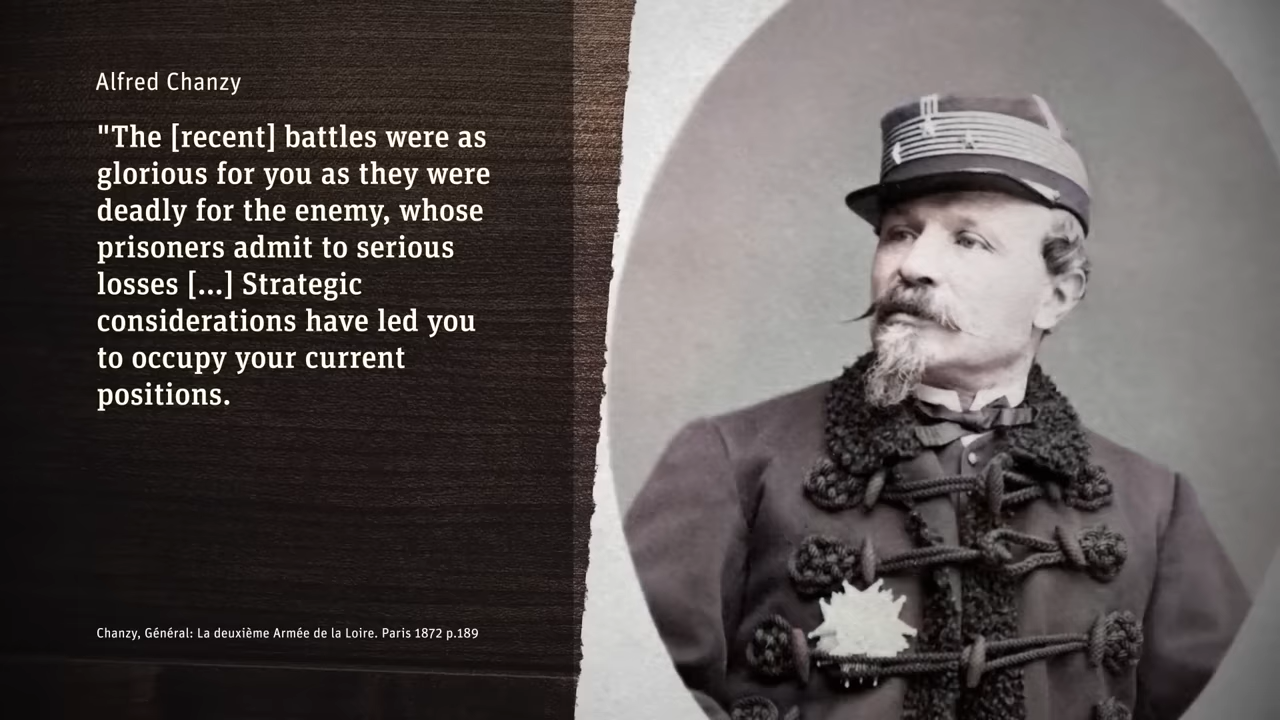 Alfred Chanzy
"The [recent] battles were as
glorious for you as they were
deadly for the enemy, whose
prisoners admit to serious
losses [...] Strategic
considerations have led you
to occupy your current
positions.
Chanzy, Général: La deuxième Armée de la Loire. Paris 1872 p.189